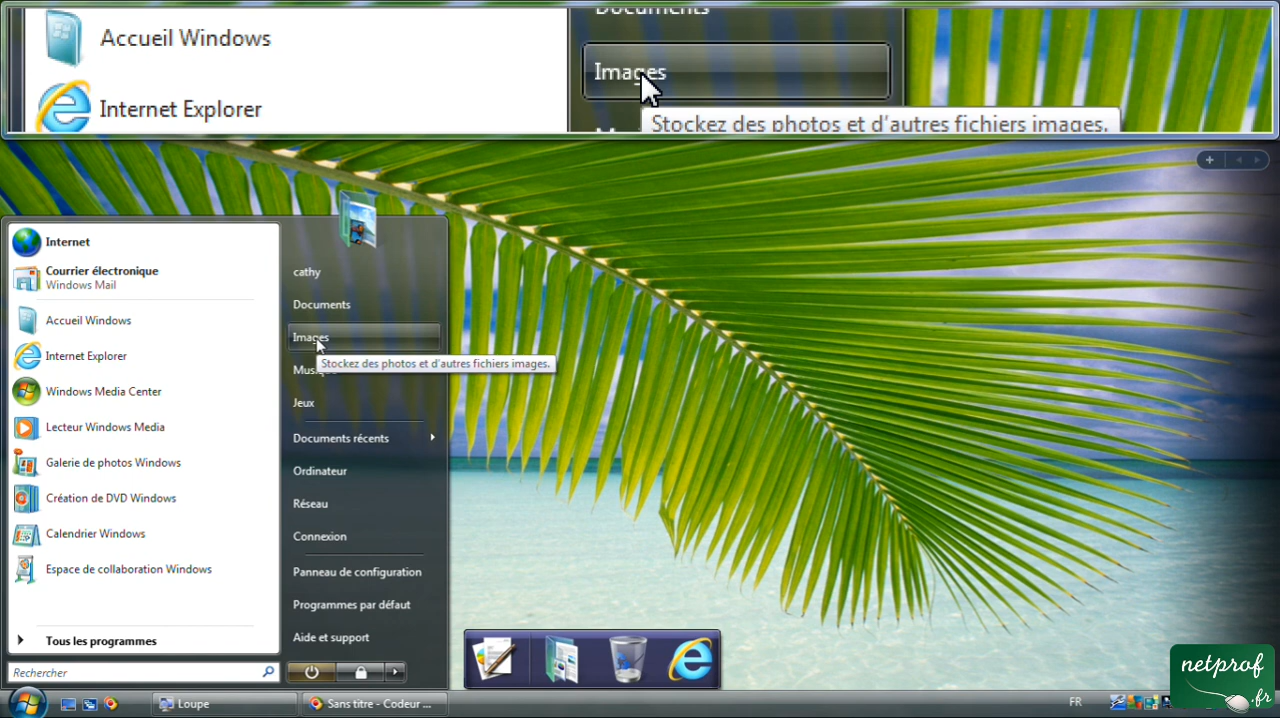 Documents
Accueil Windows
Images
Internet Explorer
Stockez des photos et d'autres fichiers images.
Internet
Courrier électronique
Windows Mail
Accueil Windows
Internet Explorer
Windows Media Center
Lecteur Windows Media
Galerie de photos Windows
Création de DVD Windows
Calendrier Windows
Espace de collaboration Windows
Tous les programmes
Rechercher
cathy
Documents
Images
Stockez des photos et d'autres fichiers images.
Musique
Jeux
Documents récents
Ordinateur
Réseau
Connexion
Panneau de configuration
Programmes par défaut
Aide et support
Loupe
Sans titre - Codeur ...
FR
netprof
.fr